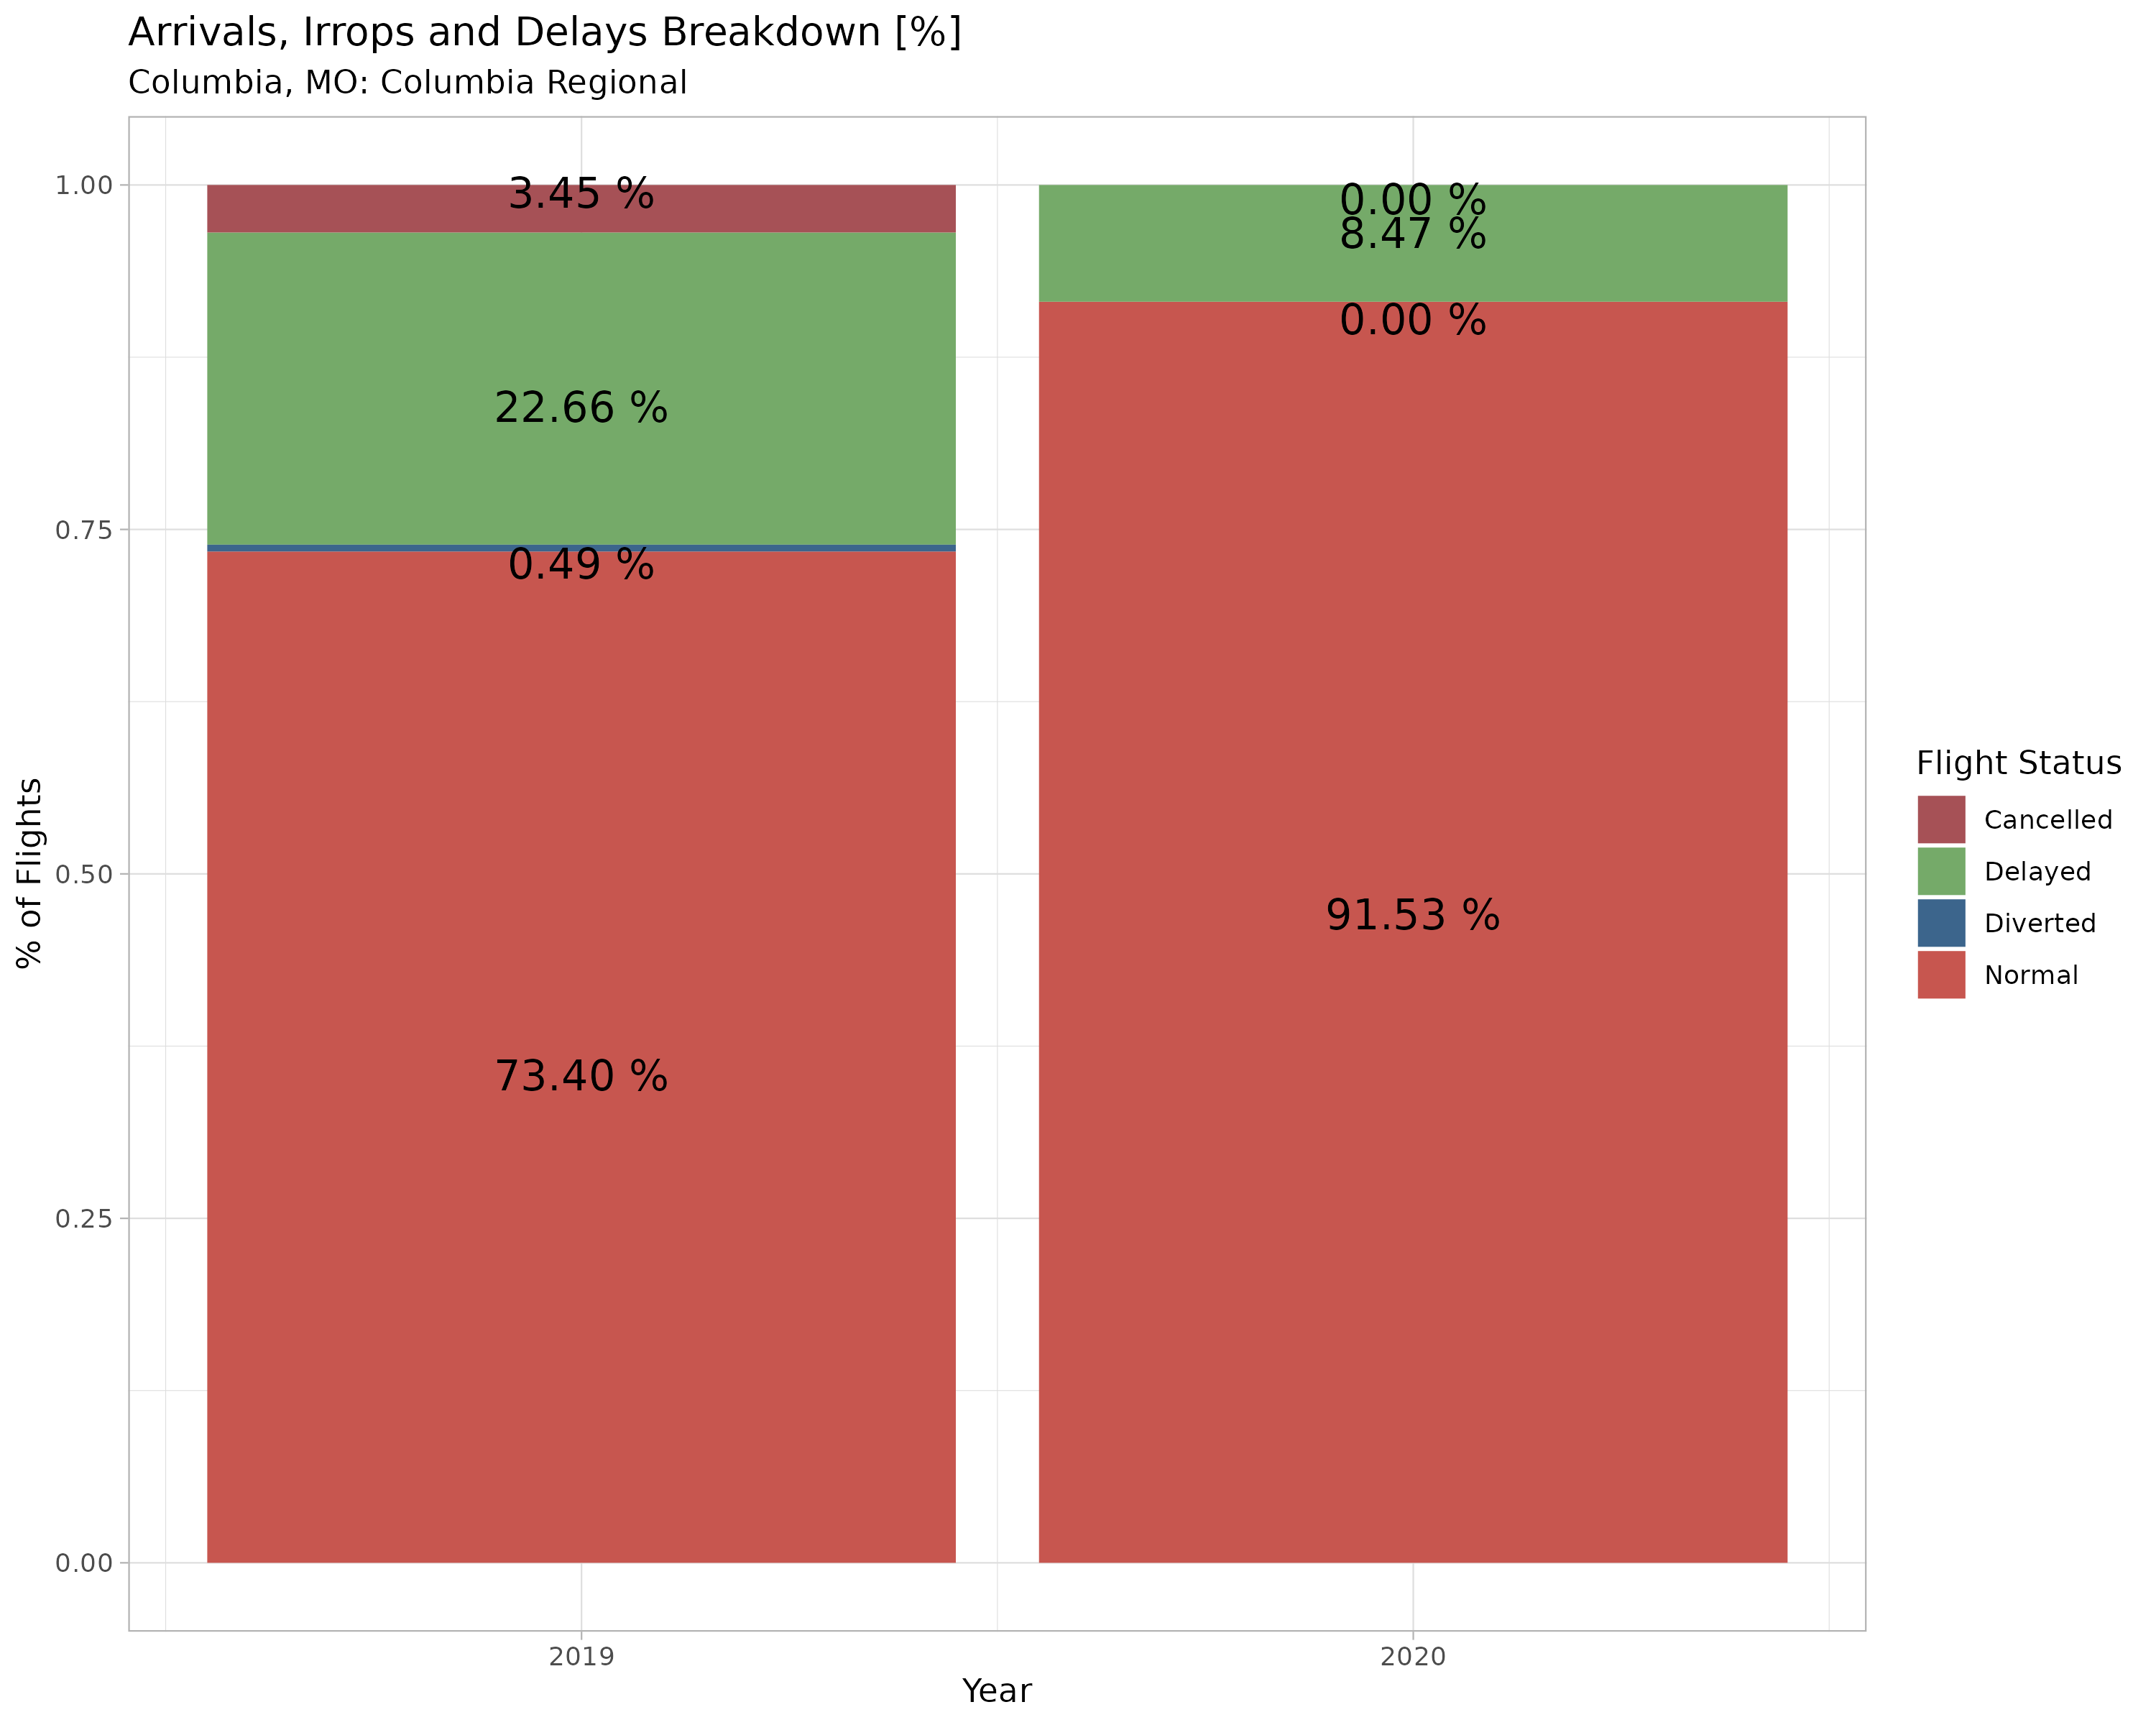 Arrivals, Irrops and Delays Breakdown [%]
Columbia, MO: Columbia Regional
% of Flights
1.00
0.75
0.50
0.25
0.00
3.45 %
22.66 %
0.49 %
73.40 %
0.00 %
8.47 %
0.00 %
91.53 %
2019
2020
Year
Flight Status
Cancelled
Delayed
Diverted
Normal